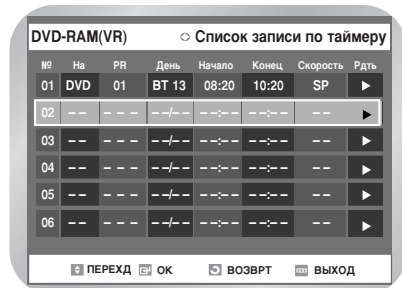 DVD-RAM(VR) Список записи по таймеру
№ На PR День Начало Конец Скорость Рдть
01 DVD 01 ВТ 13 08:20 10:20 SP ►
02 – – – – – – –/– – – –:– – – –:– – – – ►
03 – – – – – – –/– – – –:– – – –:– – – – ►
04 – – – – – – –/– – – –:– – – –:– – – – ►
05 – – – – – – –/– – – –:– – – –:– – – – ►
06 – – – – – – –/– – – –:– – – –:– – – – ►
ПЕРЕХД ОК ВОЗВРТ ВЫХОД